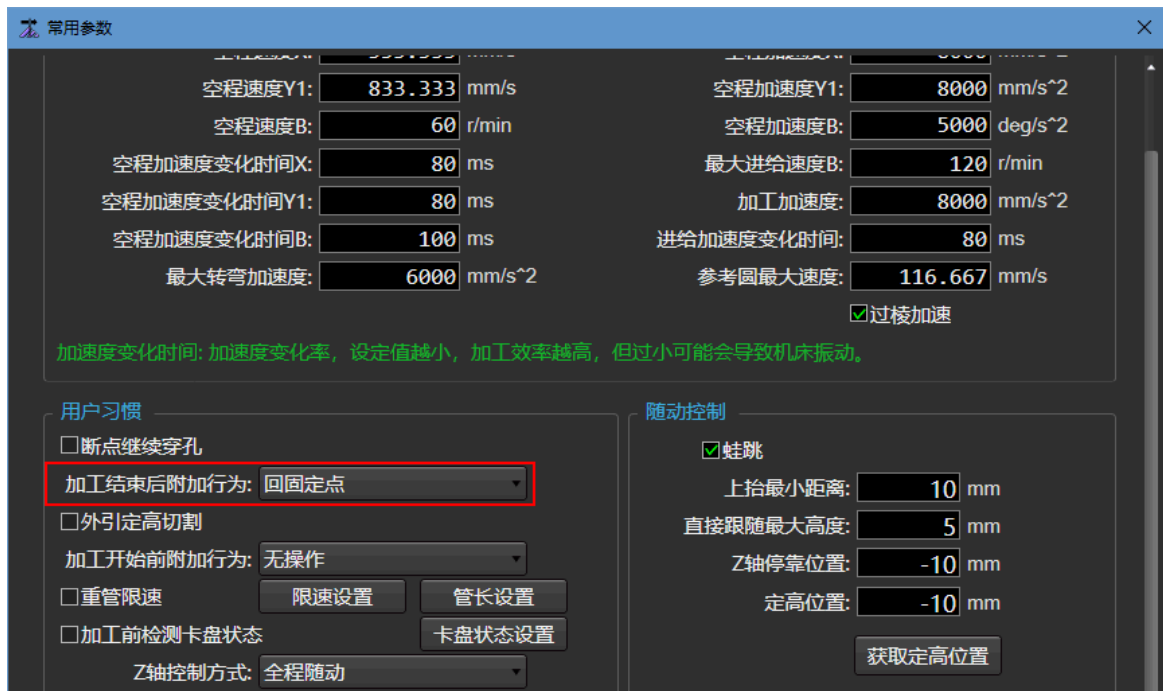 常用参数
空程速度Y1: 833.333 mm/s 空程加速度Y1: 8000 mm/s^2
空程速度B: 60 r/min 空程加速度B: 5000 deg/s^2
空程加速度变化时间X: 80 ms 最大进给速度B: 120 r/min
空程加速度变化时间Y1: 80 ms 加工加速度: 8000 mm/s^2
空程加速度变化时间B: 100 ms 进给加速度变化时间: 80 ms
最大转弯加速度: 6000 mm/s^2 参考圆最大速度: 116.667 mm/s
过棱加速
加速度变化时间: 加速度变化率，设定值越小，加工效率越高，但过小可能会导致机床振动。
用户习惯
断点继续穿孔
加工结束后附加行为: 回固定点
外引定高切割
加工开始前附加行为: 无操作
重管限速 限速设置 管长设置
加工前检测卡盘状态 卡盘状态设置
Z轴控制方式: 全程随动
随动控制
蛙跳
上抬最小距离: 10 mm
直接跟随最大高度: 5 mm
Z轴停靠位置: -10 mm
定高位置: -10 mm
获取定高位置